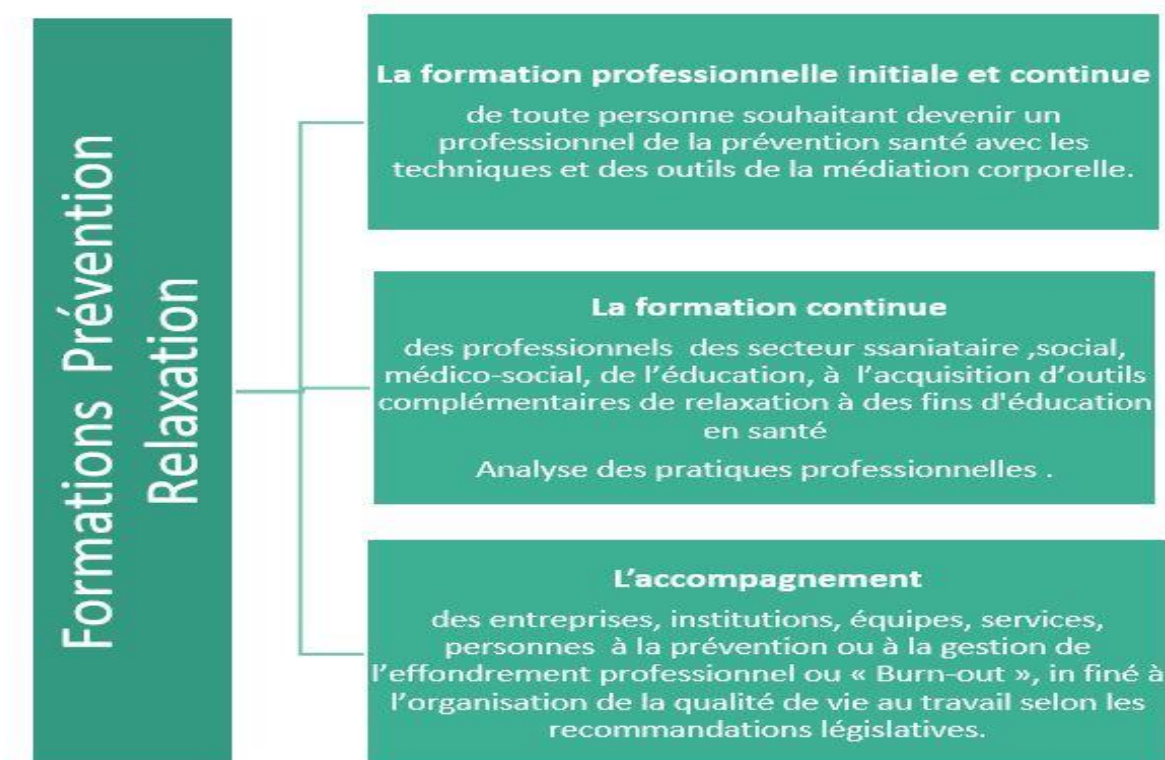 Formations Prévention
Relaxation
La formation professionnelle initiale et continue
de toute personne souhaitant devenir un
professionnel de la prévention santé avec les
techniques et des outils de la médiation corporelle.
La formation continue
des professionnels des secteur ssaniataire ,social,
médico-social, de l’éducation, à l’acquisition d’outils
complémentaires de relaxation à des fins d'éducation
en santé
Analyse des pratiques professionnelles .
L’accompagnement
des entreprises, institutions, équipes, services,
personnes à la prévention ou à la gestion de
l’effondrement professionnel ou « Burn-out », in finé à
l’organisation de la qualité de vie au travail selon les
recommandations législatives.